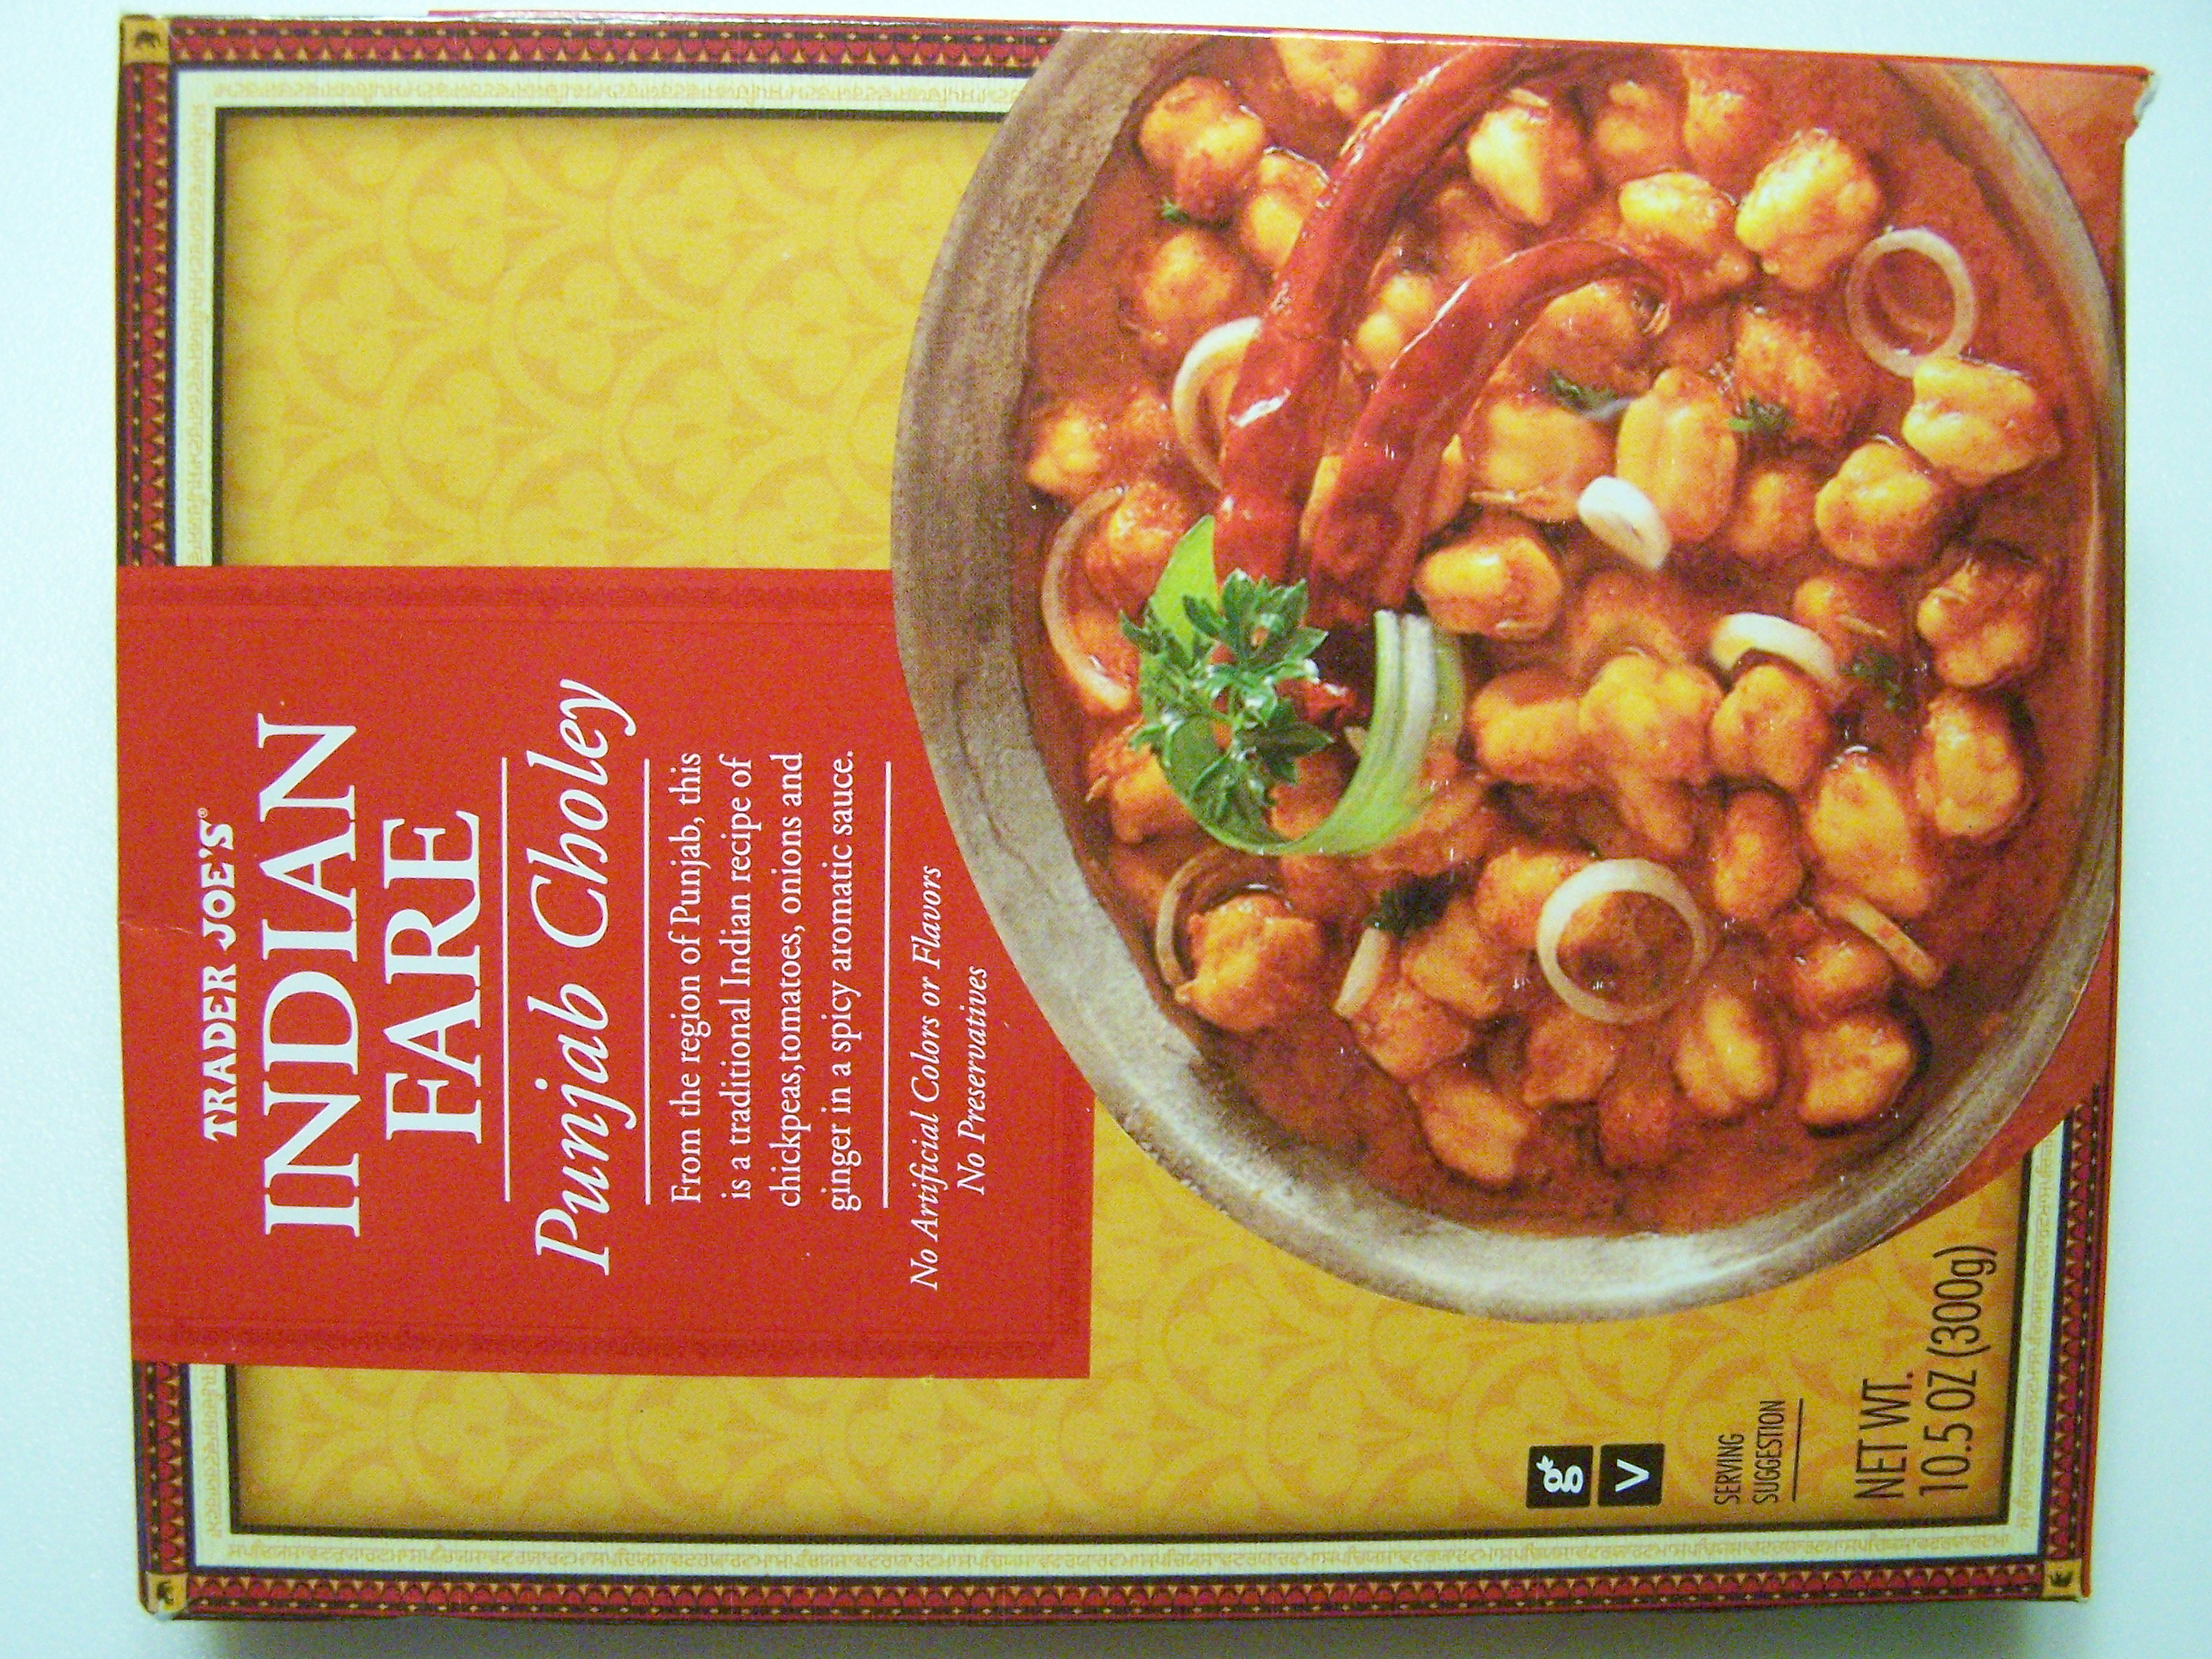 TRADER JOE'S®
INDIAN
FARE
Punjab Choley
From the region of Punjab, this
is a traditional Indian recipe of
chickpeas,tomatoes, onions and
ginger in a spicy aromatic sauce.
No Artificial Colors or Flavors
No Preservatives
g
V
SERVING
SUGGESTION
NET WT.
10.5 OZ (300g)